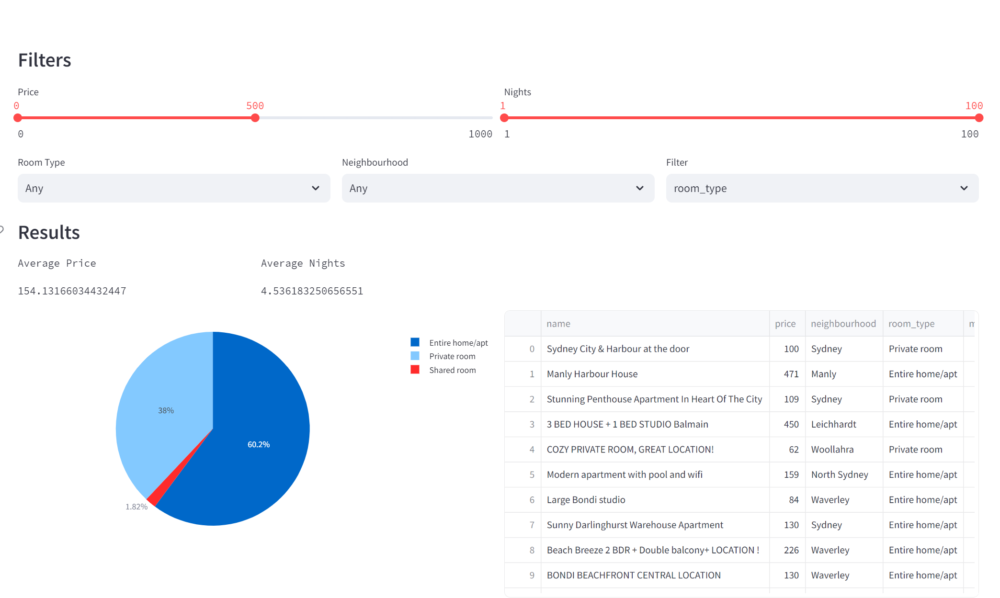 Filters
Price
Nights
0 500
1 100
0 1000
1 100
Room Type
Neighbourhood
Filter
Any
Any
room_type
Results
Average Price
Average Nights
154.13166034432447
4.536183250656551
38%
60.2%
1.82%
Entire home/apt
Private room
Shared room
name price neighbourhood room_type
0 Sydney City & Harbour at the door 100 Sydney Private room
1 Manly Harbour House 471 Manly Entire home/apt
2 Stunning Penthouse Apartment In Heart Of The City 109 Sydney Private room
3 3 BED HOUSE + 1 BED STUDIO Balmain 450 Leichhardt Entire home/apt
4 COZY PRIVATE ROOM, GREAT LOCATION! 62 Woollahra Private room
5 Modern apartment with pool and wifi 159 North Sydney Entire home/apt
6 Large Bondi studio 84 Waverley Entire home/apt
7 Sunny Darlinghurst Warehouse Apartment 130 Sydney Entire home/apt
8 Beach Breeze 2 BDR + Double balcony+ LOCATION ! 226 Waverley Entire home/apt
9 BONDI BEACHFRONT CENTRAL LOCATION 130 Waverley Entire home/apt